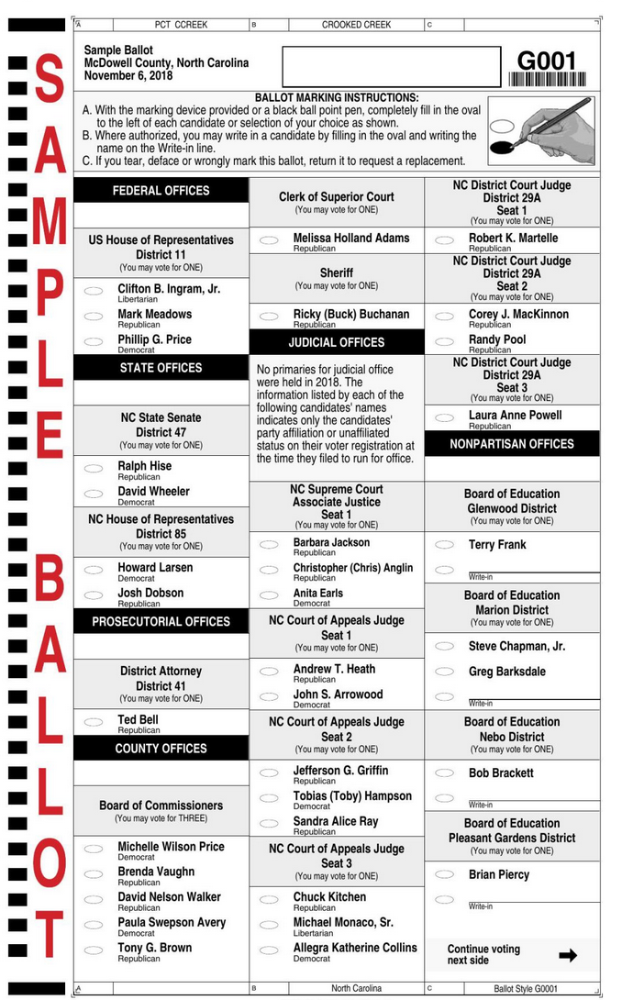 SAMPLE BALLOT
A PCT CCREEK B CROOKED CREEK C
Sample Ballot
McDowell County, North Carolina
November 6, 2018
G001
BALLOT MARKING INSTRUCTIONS:
A. With the marking device provided or a black ball point pen, completely fill in the oval
to the left of each candidate or selection of your choice as shown.
B. Where authorized, you may write in a candidate by filling in the oval and writing the
name on the Write-in line.
C. If you tear, deface or wrongly mark this ballot, return it to request a replacement.
FEDERAL OFFICES
US House of Representatives
District 11
(You may vote for ONE)
Clifton B. Ingram, Jr.
Libertarian
Mark Meadows
Republican
Phillip G. Price
Democrat
STATE OFFICES
NC State Senate
District 47
(You may vote for ONE)
Ralph Hise
Republican
David Wheeler
Democrat
NC House of Representatives
District 85
(You may vote for ONE)
Howard Larsen
Democrat
Josh Dobson
Republican
PROSECUTORIAL OFFICES
District Attorney
District 41
(You may vote for ONE)
Ted Bell
Republican
COUNTY OFFICES
Board of Commissioners
(You may vote for THREE)
Michelle Wilson Price
Democrat
Brenda Vaughn
Republican
David Nelson Walker
Republican
Paula Swepson Avery
Democrat
Tony G. Brown
Republican
Clerk of Superior Court
(You may vote for ONE)
Melissa Holland Adams
Republican
Sheriff
(You may vote for ONE)
Ricky (Buck) Buchanan
Republican
JUDICIAL OFFICES
No primaries for judicial office
were held in 2018. The
information listed by each of the
following candidates' names
indicates only the candidates'
party affiliation or unaffiliated
status on their voter registration at
the time they filed to run for office.
NC Supreme Court
Associate Justice
Seat 1
(You may vote for ONE)
Barbara Jackson
Republican
Christopher (Chris) Anglin
Republican
Anita Earls
Democrat
NC Court of Appeals Judge
Seat 1
(You may vote for ONE)
Andrew T. Heath
Republican
John S. Arrowood
Democrat
NC Court of Appeals Judge
Seat 2
(You may vote for ONE)
Jefferson G. Griffin
Republican
Tobias (Toby) Hampson
Democrat
Sandra Alice Ray
Republican
NC Court of Appeals Judge
Seat 3
(You may vote for ONE)
Chuck Kitchen
Republican
Michael Monaco, Sr.
Libertarian
Allegra Katherine Collins
Democrat
NC District Court Judge
District 29A
Seat 1
(You may vote for ONE)
Robert K. Martelle
Republican
NC District Court Judge
District 29A
Seat 2
(You may vote for ONE)
Corey J. MacKinnon
Republican
Randy Pool
Republican
NC District Court Judge
District 29A
Seat 3
(You may vote for ONE)
Laura Anne Powell
Republican
NONPARTISAN OFFICES
Board of Education
Glenwood District
(You may vote for ONE)
Terry Frank
Write-in
Board of Education
Marion District
(You may vote for ONE)
Steve Chapman, Jr.
Greg Barksdale
Write-in
Board of Education
Nebo District
(You may vote for ONE)
Bob Brackett
Write-in
Board of Education
Pleasant Gardens District
(You may vote for ONE)
Brian Piercy
Write-in
Continue voting
next side
A B North Carolina C Ballot Style G0001